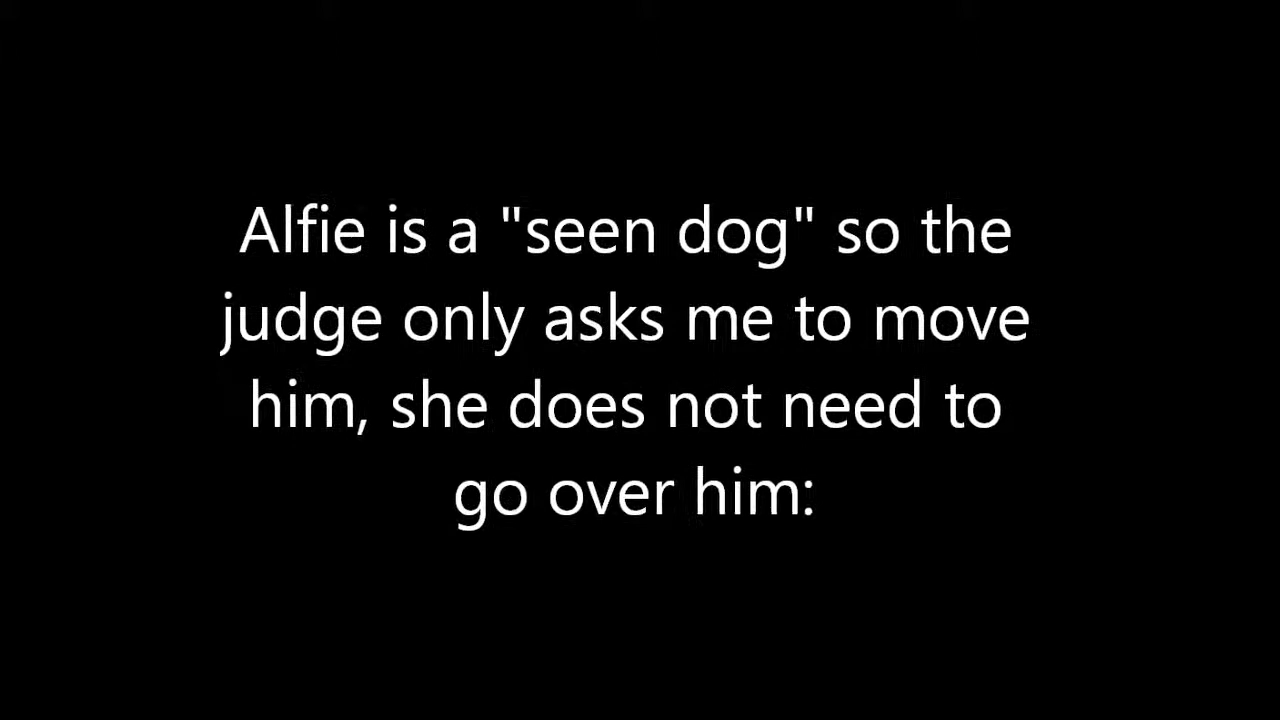 Alfie is a "seen dog" so the
judge only asks me to move
him, she does not need to
go over him: